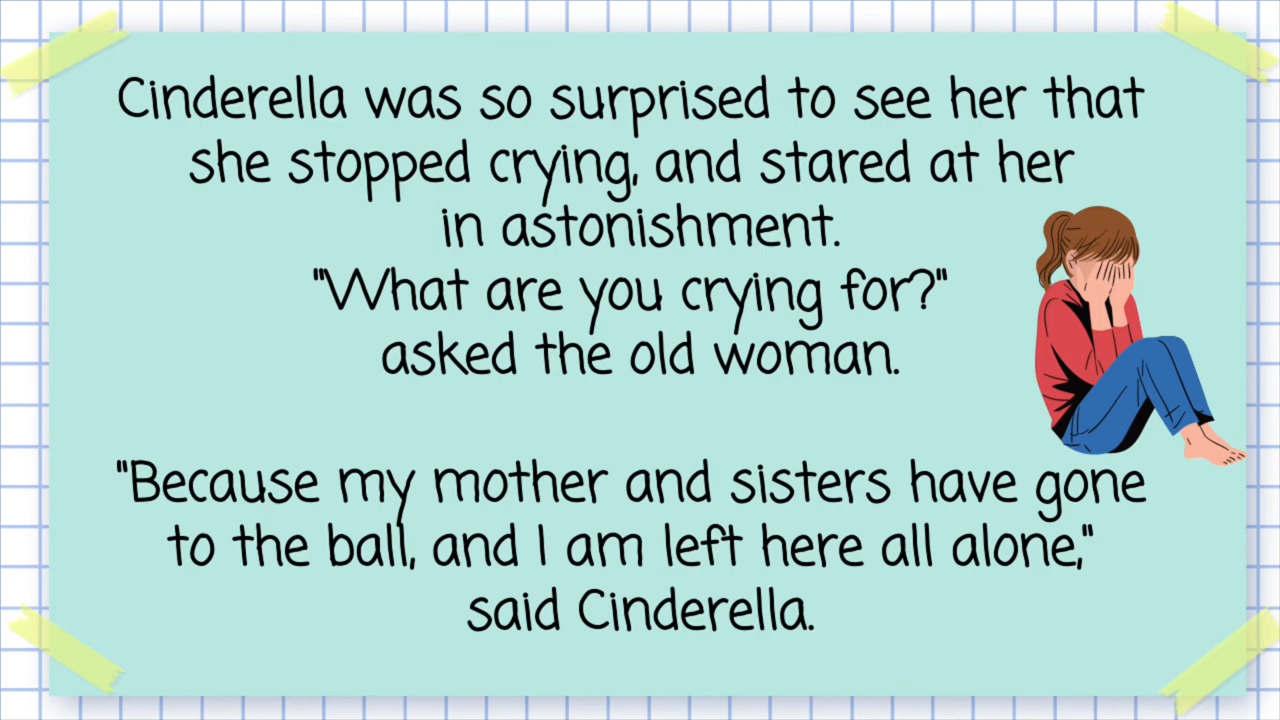 Cinderella was so surprised to see her that
she stopped crying, and stared at her
in astonishment.
"What are you crying for?"
asked the old woman.
"Because my mother and sisters have gone
to the ball, and I am left here all alone,"
said Cinderella.